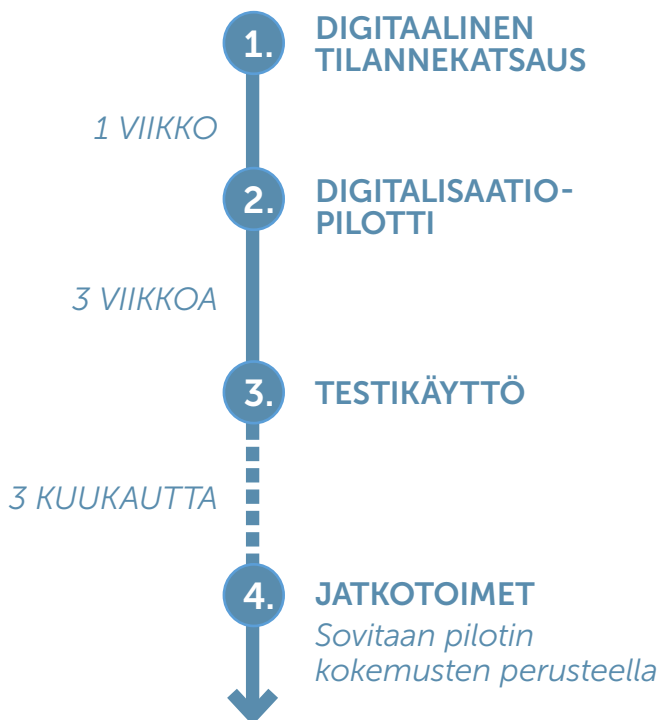 1.
DIGITAALINEN
TILANNEKATSAUS
1 VIIKKO
2.
DIGITALISAATIO-
PILOTTI
3 VIIKKOA
3.
TESTIKÄYTTÖ
3 KUUKAUTTA
4.
JATKOTOIMET
Sovitaan pilotin
kokemusten perusteella